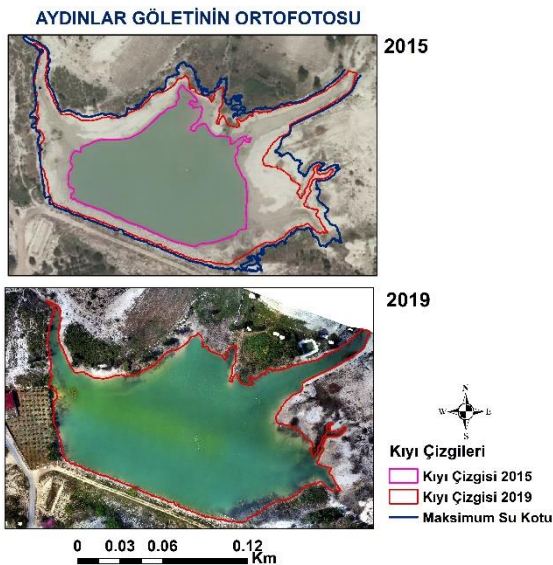 AYDINLAR GÖLETİNİN ORTOFOTOSU
2015
2019
N
W E
S
Kıyı Çizgileri
Kıyı Çizgisi 2015
Kıyı Çizgisi 2019
Maksimum Su Kotu
0 0.03 0.06 0.12
Km